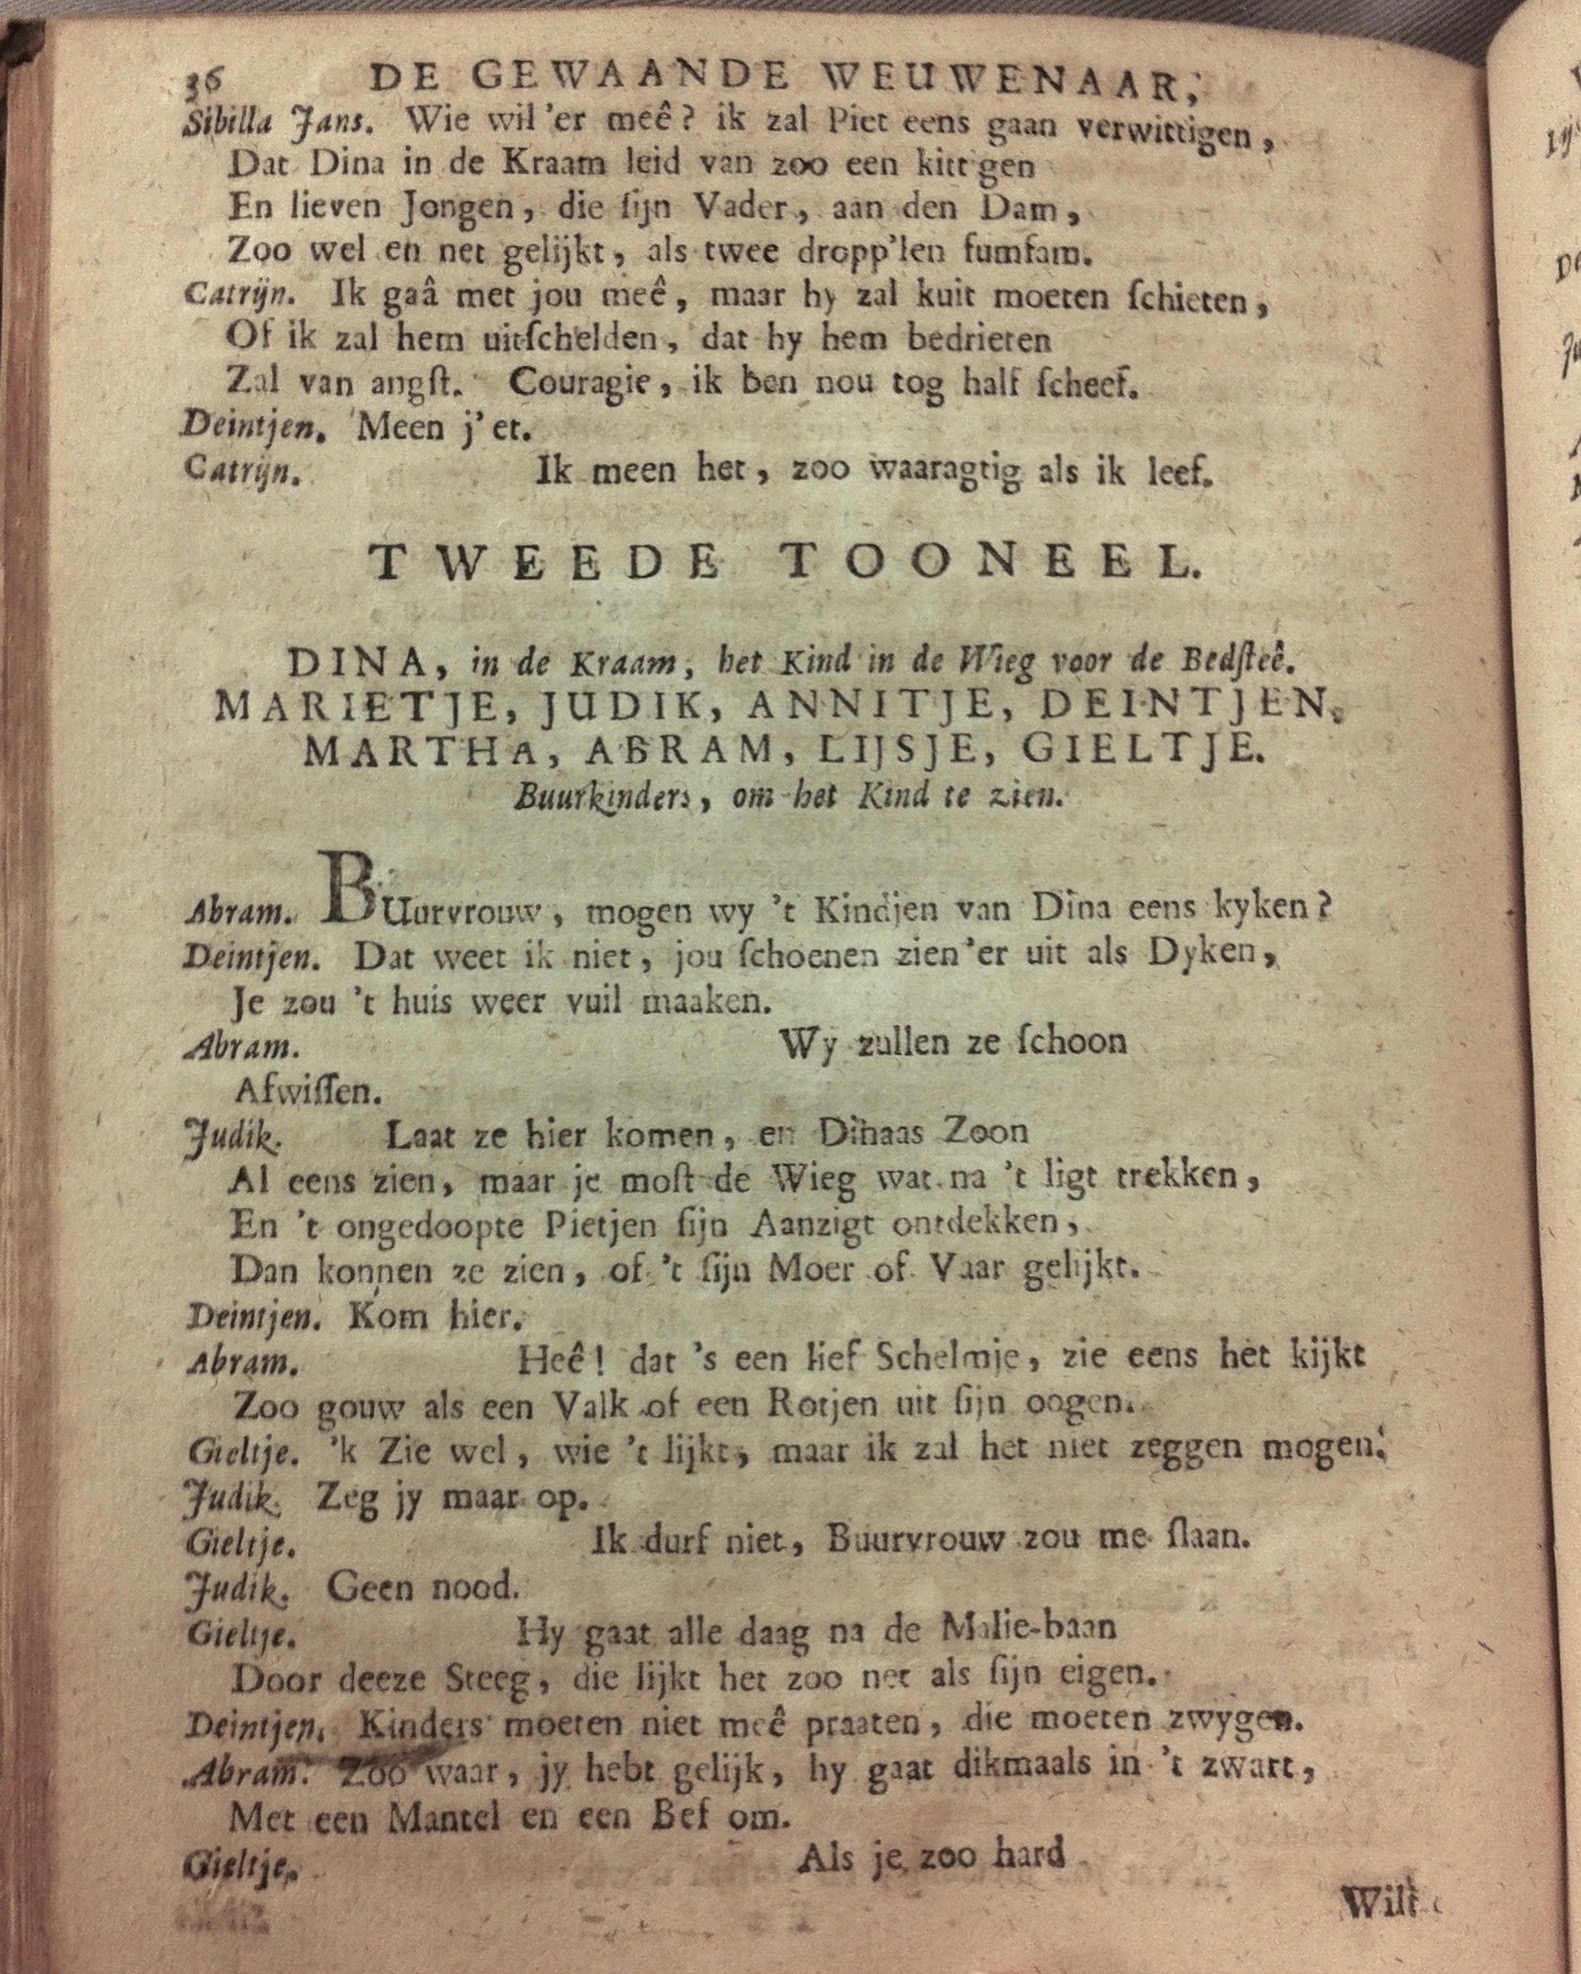 36 DE GEWAANDE WEUWENAAR,
Sibilla Jans. Wie wil 'er meê? ik zal Piet eens gaan verwittigen,
Dat Dina in de Kraam leid van zoo een kitt gen
En lieven Jongen, die ſijn Vader, aan den Dam,
Zoo wel en net gelijkt, als twee dropp'len ſumſam.
Catrijn. Ik gaâ met jou meê, maar hy zal kuit moeten ſchieten,
Of ik zal hem uitſchelden, dat hy hem bedrieten
Zal van angſt. Couragie, ik ben nou tog half ſcheef.
Deintjen. Meen j' et.
Catrijn. Ik meen het, zoo waaragtig als ik leef.
TWEEDE TOONEEL.
DINA, in de Kraam, het Kind in de Wieg voor de Bedſteê.
MARIETJE, JUDIK, ANNITJE, DEINTJEN,
MARTHA, ABRAM, LIJSJE, GIELTJE.
Buurkinders, om het Kind te zien.
Abram. BUurvrouw, mogen wy 't Kindjen van Dina eens kyken?
Deintjen. Dat weet ik niet, jou ſchoenen zien'er uit als Dyken,
Je zou 't huis weer vuil maaken.
Abram. Wy zullen ze ſchoon
Afwiſſen.
Judik. Laat ze hier komen, en Dinaas Zoon
Al eens zien, maar je moſt de Wieg wat na 't ligt trekken,
En 't ongedoopte Pietjen ſijn Aanzigt ontdekken,
Dan konnen ze zien, of 't ſijn Moer of Vaar gelijkt.
Deintjen. Kom hier.
Abram. Heê! dat 's een lief Schelmje, zie eens het kijkt
Zoo gouw als een Valk of een Rotjen uit ſijn oogen.
Gieltje. 'k Zie wel, wie 't lijkt, maar ik zal het niet zeggen mogen.
Judik. Zeg jy maar op.
Gieltje. Ik durf niet, Buurvrouw zou me ſlaan.
Judik. Geen nood.
Gieltje. Hy gaat alle daag na de Malie-baan
Door deeze Steeg, die lijkt het zoo net als ſijn eigen.
Deintjen. Kinders moeten niet meê praaten, die moeten zwygen.
Abram. Zoo waar, jy hebt gelijk, hy gaat dikmaals in 't zwart,
Met een Mantel en een Bef om.
Gieltje. Als je zoo hard
Wilt